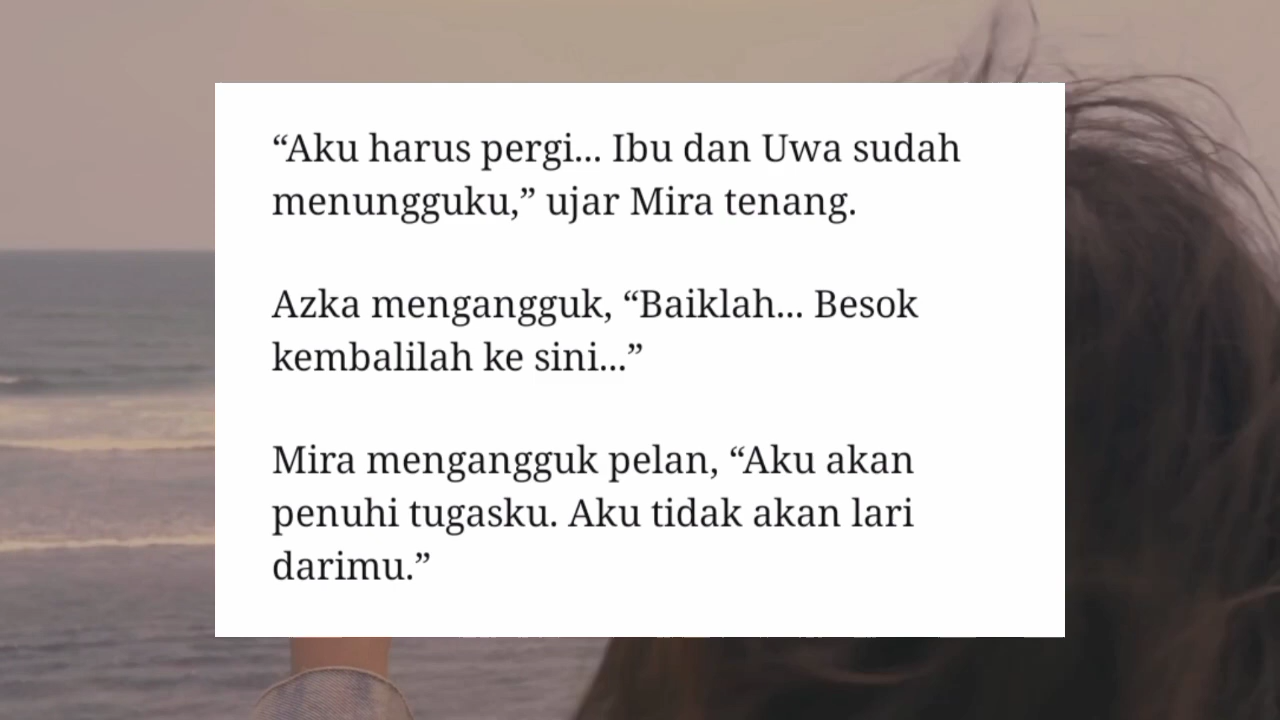 “Aku harus pergi... Ibu dan Uwa sudah
menungguku,” ujar Mira tenang.
Azka mengangguk, “Baiklah... Besok
kembalilah ke sini...”
Mira mengangguk pelan, “Aku akan
penuhi tugasku. Aku tidak akan lari
darimu.”